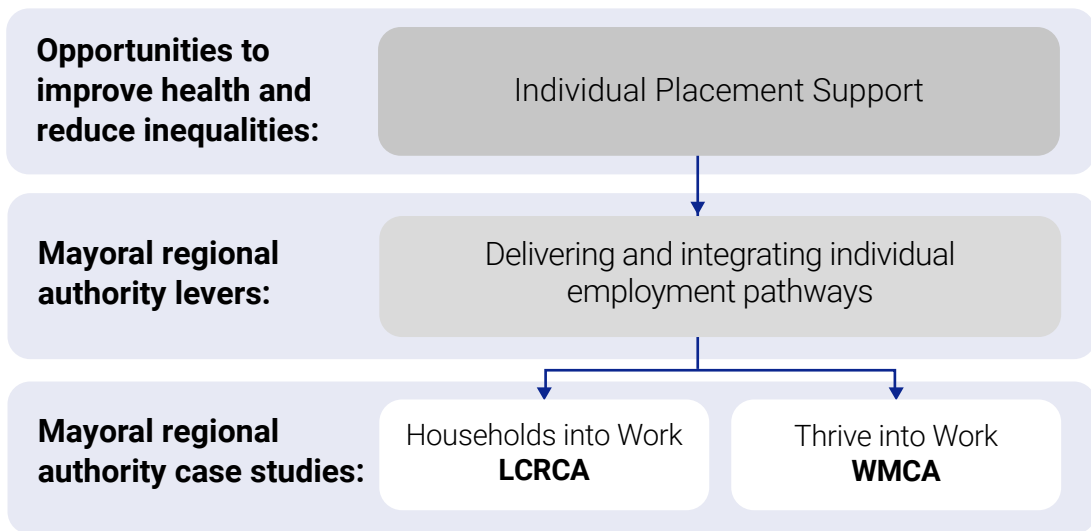 Opportunities to
improve health and
reduce inequalities:
Individual Placement Support
Mayoral regional
authority levers:
Delivering and integrating individual
employment pathways
Mayoral regional
authority case studies:
Households into Work
LCRCA
Thrive into Work
WMCA